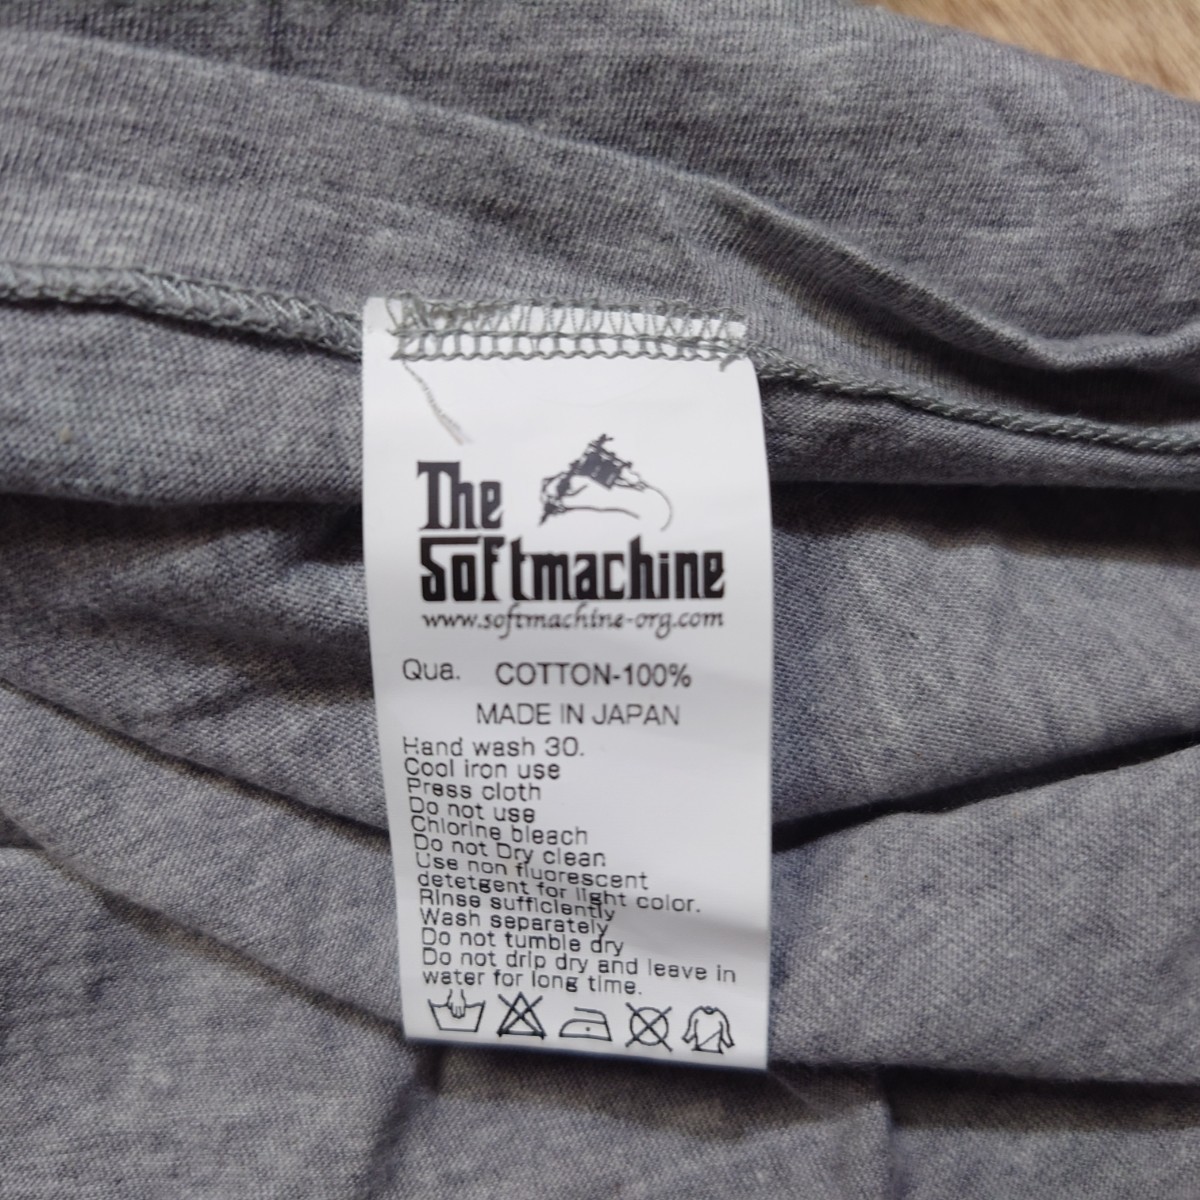 The
Softmachine
www.softmachine-org.com
Qua. COTTON-100%
MADE IN JAPAN
Hand wash 30.
Cool iron use
Press cloth
Do not use
Chlorine bleach
Do not Dry clean
Use non fluorescent
detetgent for light color.
Rinse sufficiently
Wash separately
Do not tumble dry
Do not drip dry and leave in
water for long time.